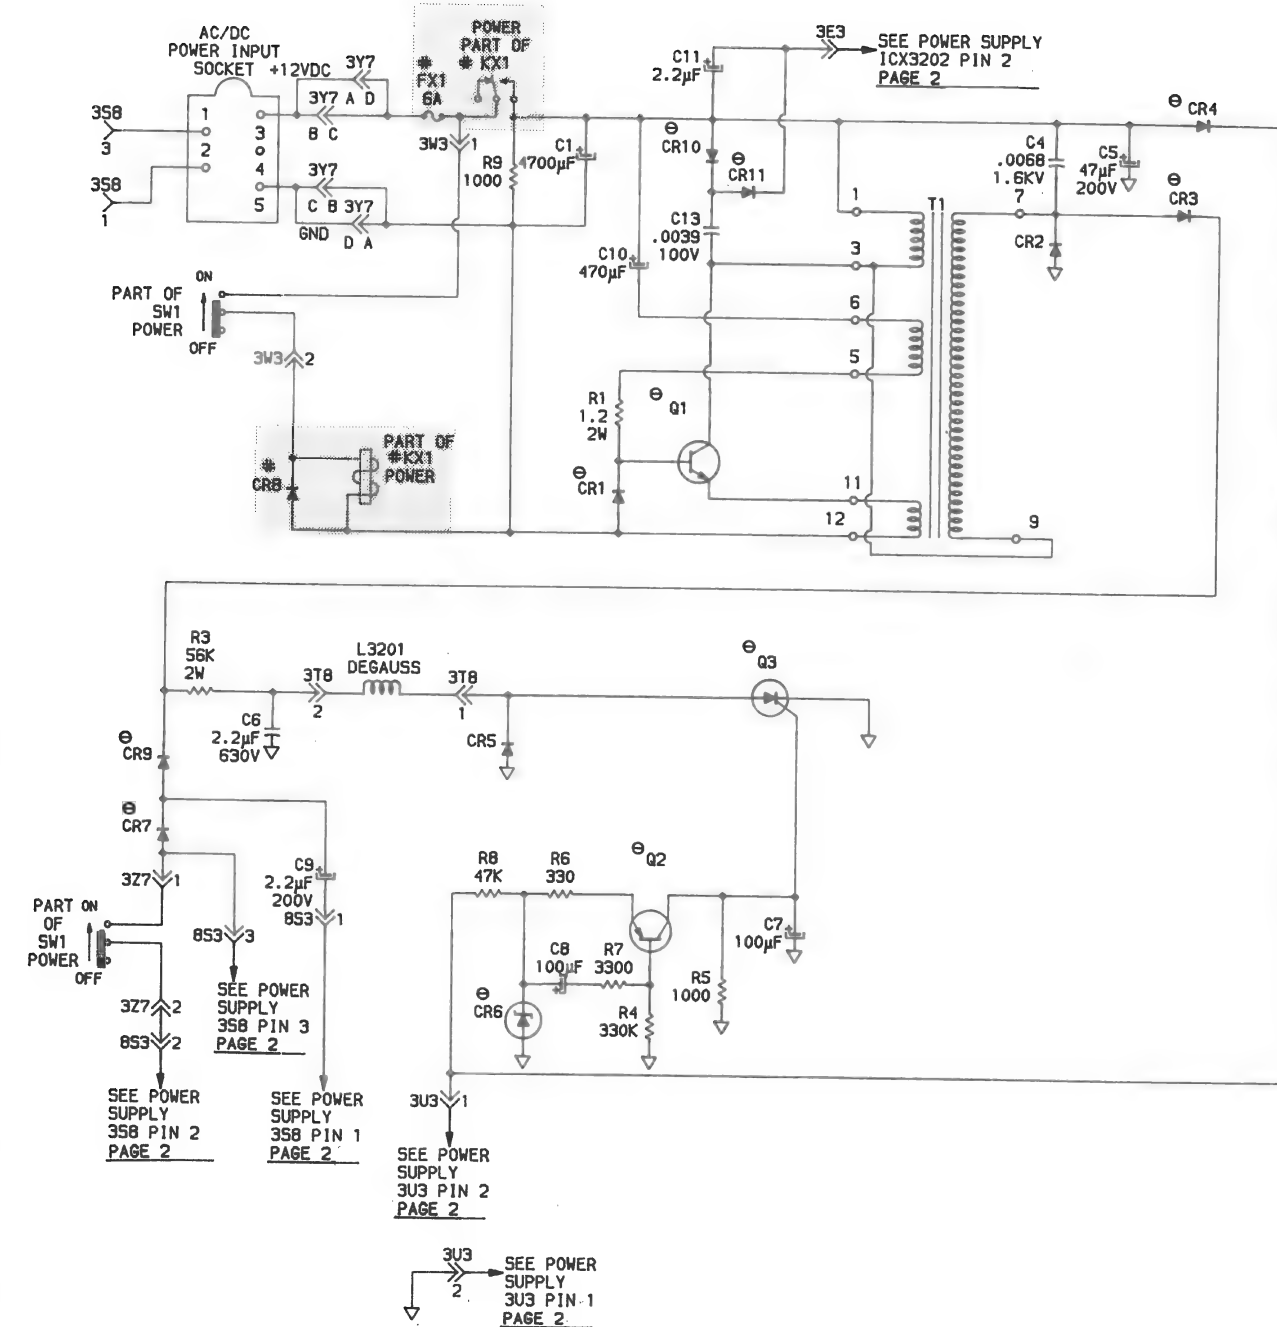 AC/DC
POWER INPUT
SOCKET +12VDC
3Y7
3Y7
A D
B C
3S8
3
3S8
1
1
2
3
4
5
3Y7
C B
3Y7
D A
GND
POWER
PART OF
* KX1
*
FX1
6A
3W3
1
R9
1000
C1
4700µF
C11
2.2µF
3E3
SEE POWER SUPPLY
ICX3202 PIN 2
PAGE 2
⊖
CR10
⊖
CR11
C13
.0039
100V
C10
470µF
⊖
CR4
C4
.0068
1.6KV
C5
47µF
200V
⊖
CR3
7
CR2
T1
1
3
6
5
11
12
9
ON
PART OF
SW1
POWER
OFF
3W3
2
*
CR8
PART OF
*KX1
POWER
R1
1.2
2W
⊖
Q1
⊖
CR1
R3
56K
2W
L3201
DEGAUSS
3T8
2
3T8
1
C6
2.2µF
630V
CR5
⊖
Q3
⊖
CR9
⊖
CR7
3Z7
1
C9
2.2µF
200V
8S3
1
PART ON
OF
SW1
POWER
OFF
8S3
3
3Z7
2
8S3
2
SEE POWER
SUPPLY
3S8 PIN 3
PAGE 2
SEE POWER
SUPPLY
3S8 PIN 2
PAGE 2
SEE POWER
SUPPLY
3S8 PIN 1
PAGE 2
R8
47K
R6
330
⊖
Q2
C8
100µF
R7
3300
C7
100µF
R5
1000
⊖
CR6
R4
330K
3U3
1
SEE POWER
SUPPLY
3U3 PIN 2
PAGE 2
3U3
2
SEE POWER
SUPPLY
3U3 PIN 1
PAGE 2